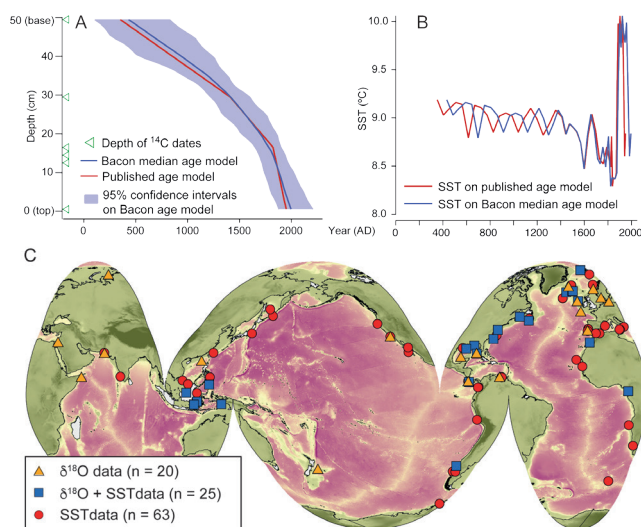 A
50 (base)
40
30
20
10
0 (top)
Depth (cm)
Depth of ¹⁴C dates
Bacon median age model
Published age model
95% confidence intervals
on Bacon age model
0
500
1000
1500
2000
Year (AD)
B
10.0
9.5
9.0
8.5
8.0
SST (ºC)
SST on published age model
SST on Bacon median age model
0
400
800
1200
1600
2000
C
δ¹⁸O data (n = 20)
δ¹⁸O + SSTdata (n = 25)
SSTdata (n = 63)